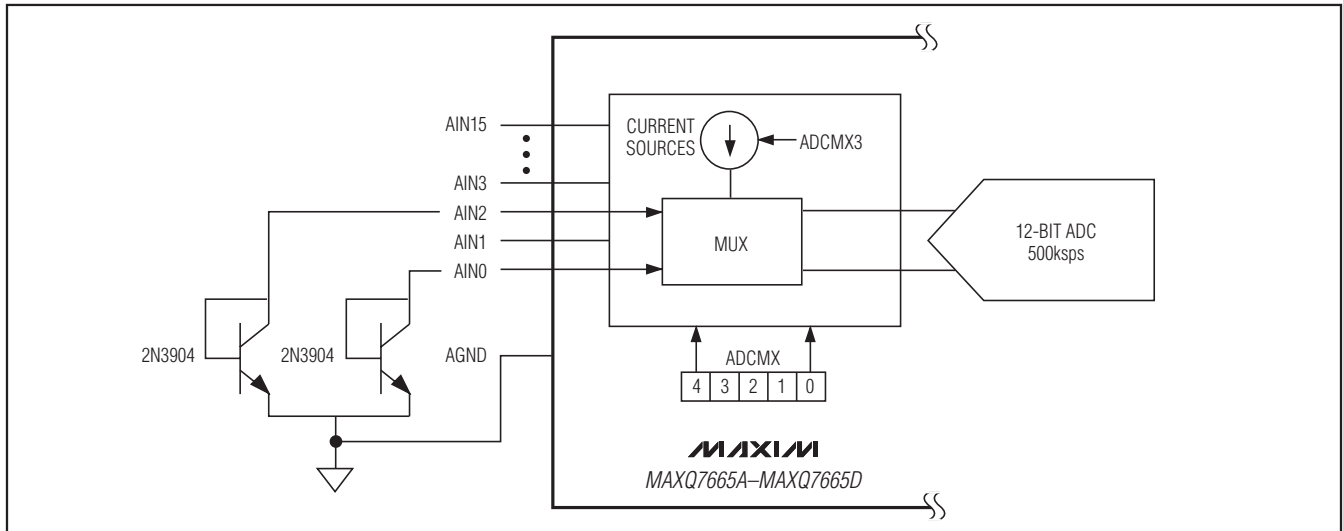 AIN15
CURRENT
SOURCES
ADCMX3
AIN3
AIN2
MUX
12-BIT ADC
500ksps
AIN1
AIN0
2N3904
2N3904
AGND
ADCMX
4 3 2 1 0
MAXIM
MAXQ7665A–MAXQ7665D